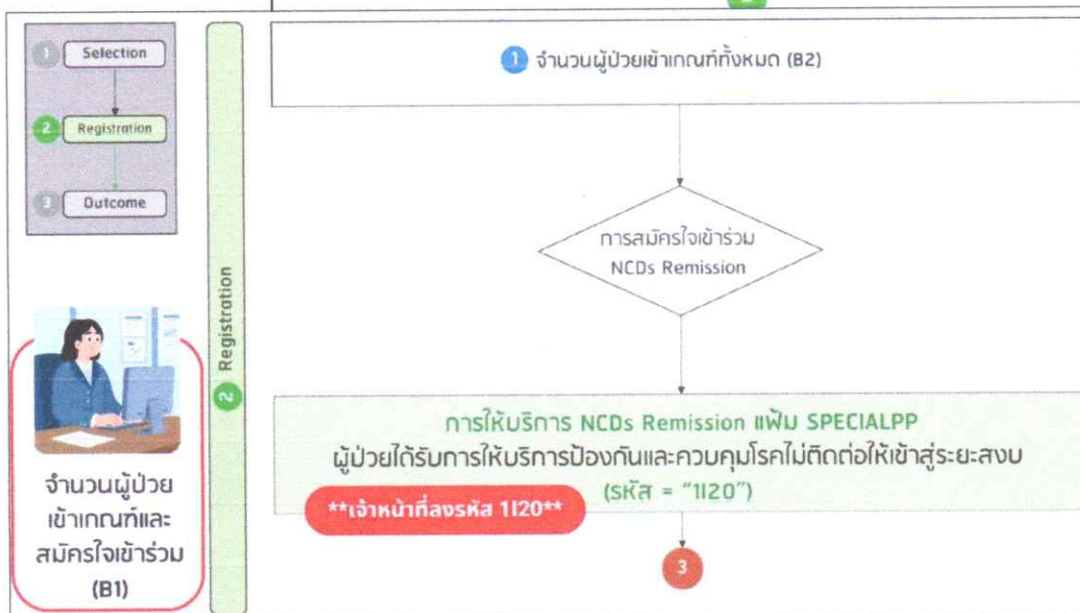 1 Selection
2 Registration
3 Outcome
2 Registration
จำนวนผู้ป่วย
เข้าเกณฑ์และ
สมัครใจเข้าร่วม
(B1)
1 จำนวนผู้ป่วยเข้าเกณฑ์ทั้งหมด (B2)
การสมัครใจเข้าร่วม
NCDs Remission
การให้บริการ NCDs Remission แฟ้ม SPECIALPP
ผู้ป่วยได้รับการให้บริการป้องกันและควบคุมโรคไม่ติดต่อให้เข้าสู่ระยะสงบ
(รหัส = "1I20")
**เจ้าหน้าที่ลงรหัส 1I20**
3